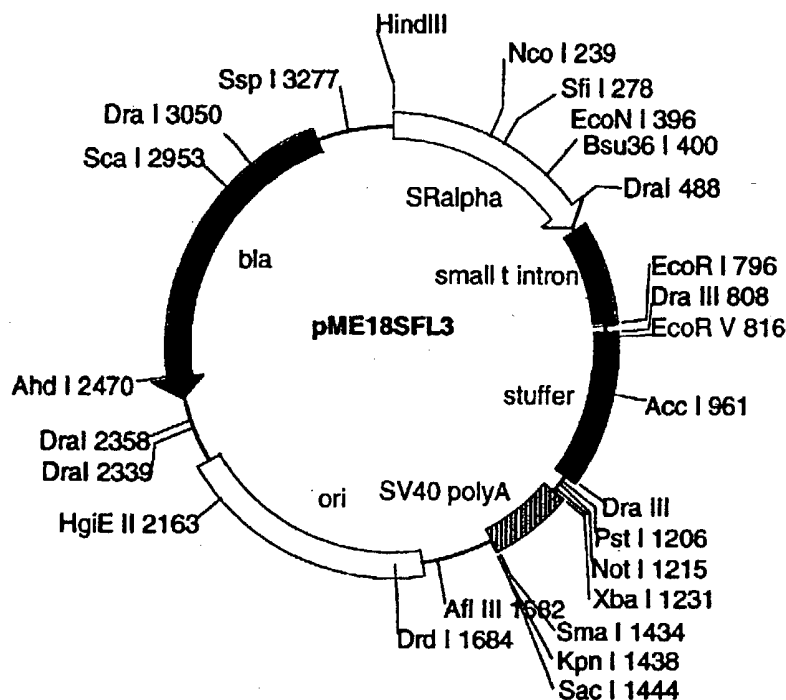 HindIII
Nco I 239
Ssp I 3277
Sfi I 278
Dra I 3050
EcoN I 396
Bsu36 I 400
Sca I 2953
SRalpha
DraI 488
bla
small t intron
EcoR I 796
Dra III 808
pME18SFL3
EcoR V 816
Ahd I 2470
stuffer
Acc I 961
DraI 2358
DraI 2339
ori
SV40 polyA
HgiE II 2163
Dra III
Pst I 1206
Not I 1215
Xba I 1231
Afl III 1682
Drd I 1684
Sma I 1434
Kpn I 1438
Sac I 1444